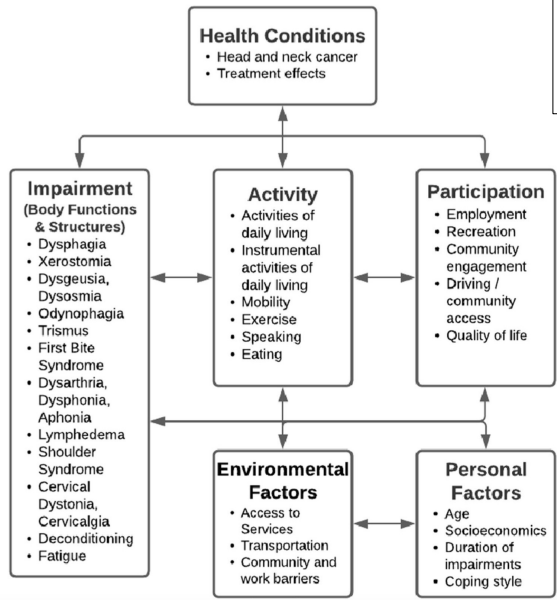 Health Conditions
• Head and neck cancer
• Treatment effects
Impairment
(Body Functions
& Structures)
• Dysphagia
• Xerostomia
• Dysgeusia,
Dysosmia
• Odynophagia
• Trismus
• First Bite
Syndrome
• Dysarthria,
Dysphonia,
Aphonia
• Lymphedema
• Shoulder
Syndrome
• Cervical
Dystonia,
Cervicalgia
• Deconditioning
• Fatigue
Activity
• Activities of
daily living
• Instrumental
activities of
daily living
• Mobility
• Exercise
• Speaking
• Eating
Participation
• Employment
• Recreation
• Community
engagement
• Driving /
community
access
• Quality of life
Environmental
Factors
• Access to
Services
• Transportation
• Community and
work barriers
Personal
Factors
• Age
• Socioeconomics
• Duration of
impairments
• Coping style